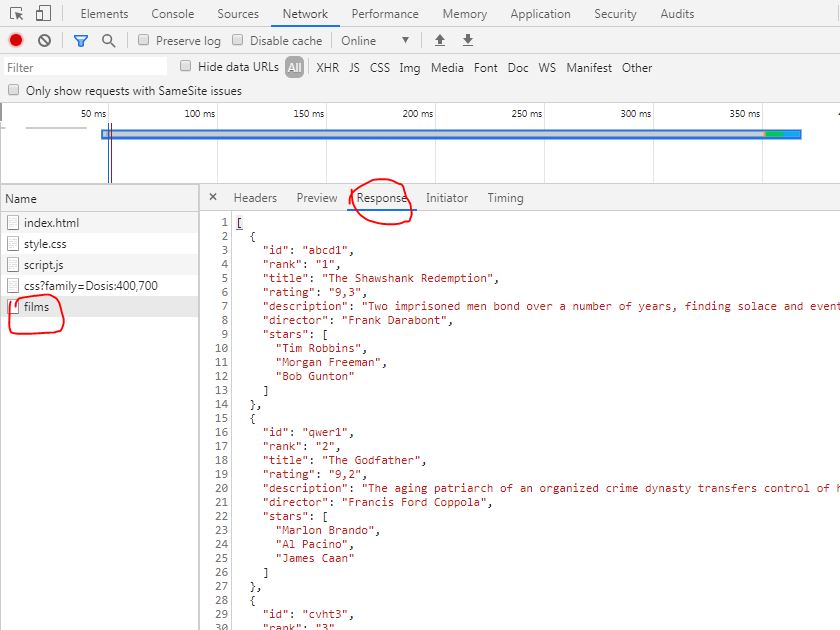 Elements Console Sources Network Performance Memory Application Security Audits
Preserve log Disable cache Online
Filter Hide data URLs All XHR JS CSS Img Media Font Doc WS Manifest Other
Only show requests with SameSite issues
50 ms 100 ms 150 ms 200 ms 250 ms 300 ms 350 ms
Name
index.html
style.css
script.js
css?family=Dosis:400,700
films
× Headers Preview Response Initiator Timing
1 [
2 {
3 "id": "abcd1",
4 "rank": "1",
5 "title": "The Shawshank Redemption",
6 "rating": "9,3",
7 "description": "Two imprisoned men bond over a number of years, finding solace and event
8 "director": "Frank Darabont",
9 "stars": [
10 "Tim Robbins",
11 "Morgan Freeman",
12 "Bob Gunton"
13 ]
14 },
15 {
16 "id": "qwer1",
17 "rank": "2",
18 "title": "The Godfather",
19 "rating": "9,2",
20 "description": "The aging patriarch of an organized crime dynasty transfers control of h
21 "director": "Francis Ford Coppola",
22 "stars": [
23 "Marlon Brando",
24 "Al Pacino",
25 "James Caan"
26 ]
27 },
28 {
29 "id": "cvht3",
30 "rank": "3",